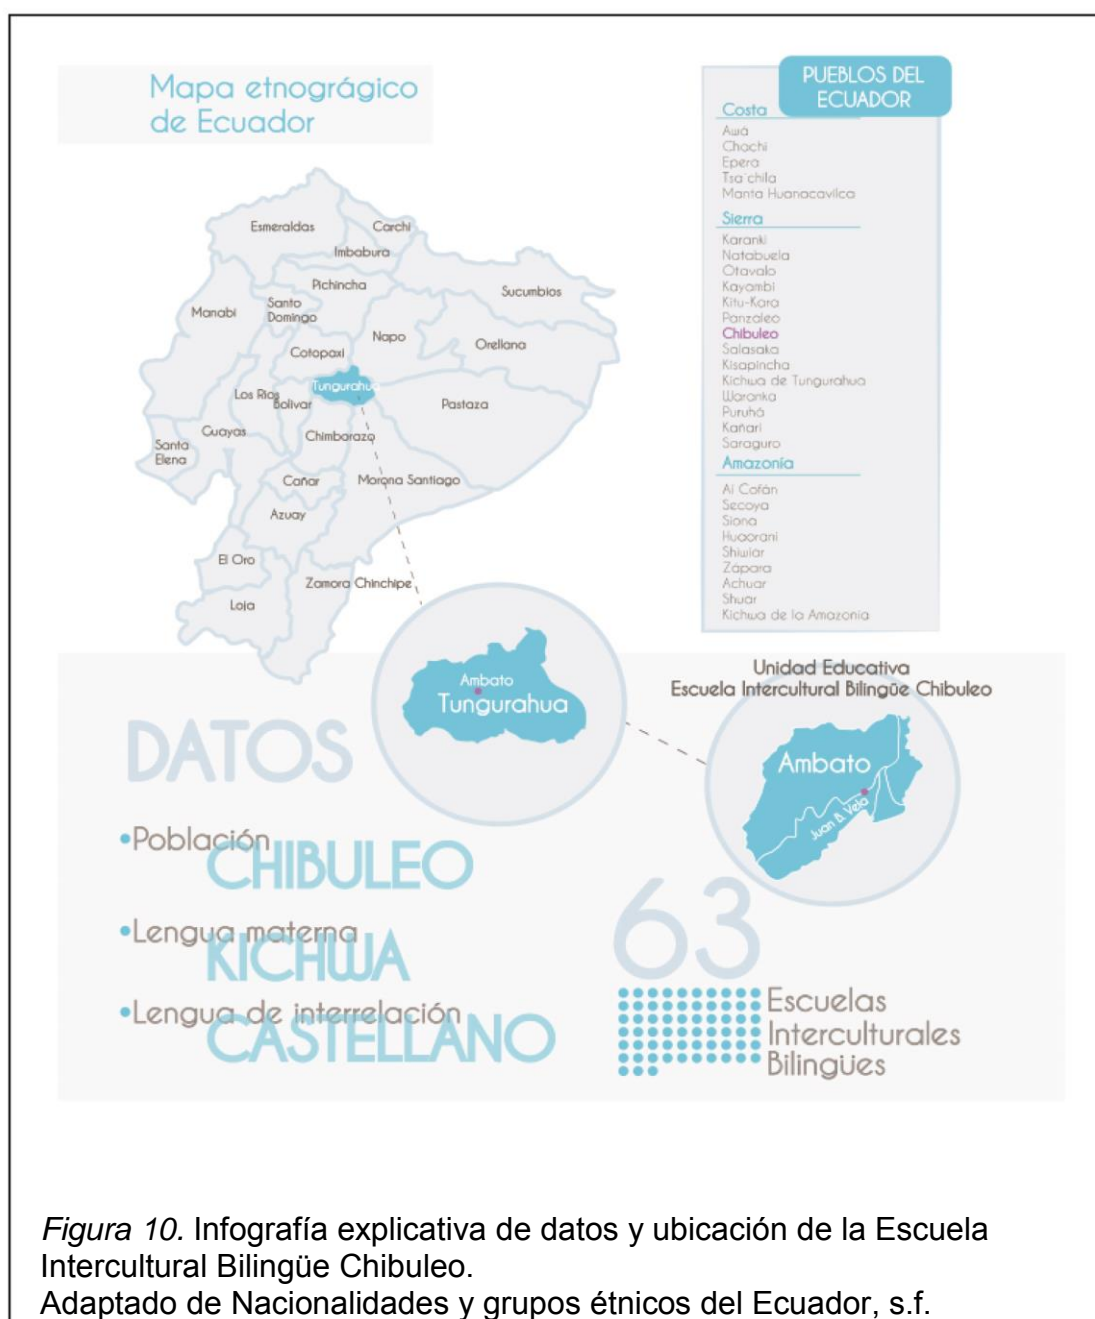 Mapa etnográgico
de Ecuador
PUEBLOS DEL
ECUADOR
Costa
Awá
Chachi
Epera
Tsa´chila
Manta Huanacavilca
Sierra
Karanki
Natabuela
Otavalo
Kayambi
Kitu-Kara
Panzaleo
Chibuleo
Salasaka
Kisapincha
Kichwa de Tungurahua
Waranka
Puruhá
Kañari
Saraguro
Amazonía
Ai Cofán
Secoya
Siona
Huaorani
Shiwiar
Zápara
Achuar
Shuar
Kichwa de la Amazonia
Esmeraldas
Carchi
Imbabura
Pichincha
Sucumbios
Manabi
Santo
Domingo
Napo
Orellana
Cotopaxi
Tungurahua
Los Rios
Bolivar
Pastaza
Guayas
Chimborazo
Santa
Elena
Cañar
Morona Santiago
Azuay
El Oro
Zamora Chinchipe
Loja
Ambato
Tungurahua
Unidad Educativa
Escuela Intercultural Bilingüe Chibuleo
Ambato
Juan B. Vela
DATOS
•Población
CHIBULEO
•Lengua materna
KICHWA
•Lengua de interrelación
CASTELLANO
63
Escuelas
Interculturales
Bilingües
Figura 10. Infografía explicativa de datos y ubicación de la Escuela
Intercultural Bilingüe Chibuleo.
Adaptado de Nacionalidades y grupos étnicos del Ecuador, s.f.